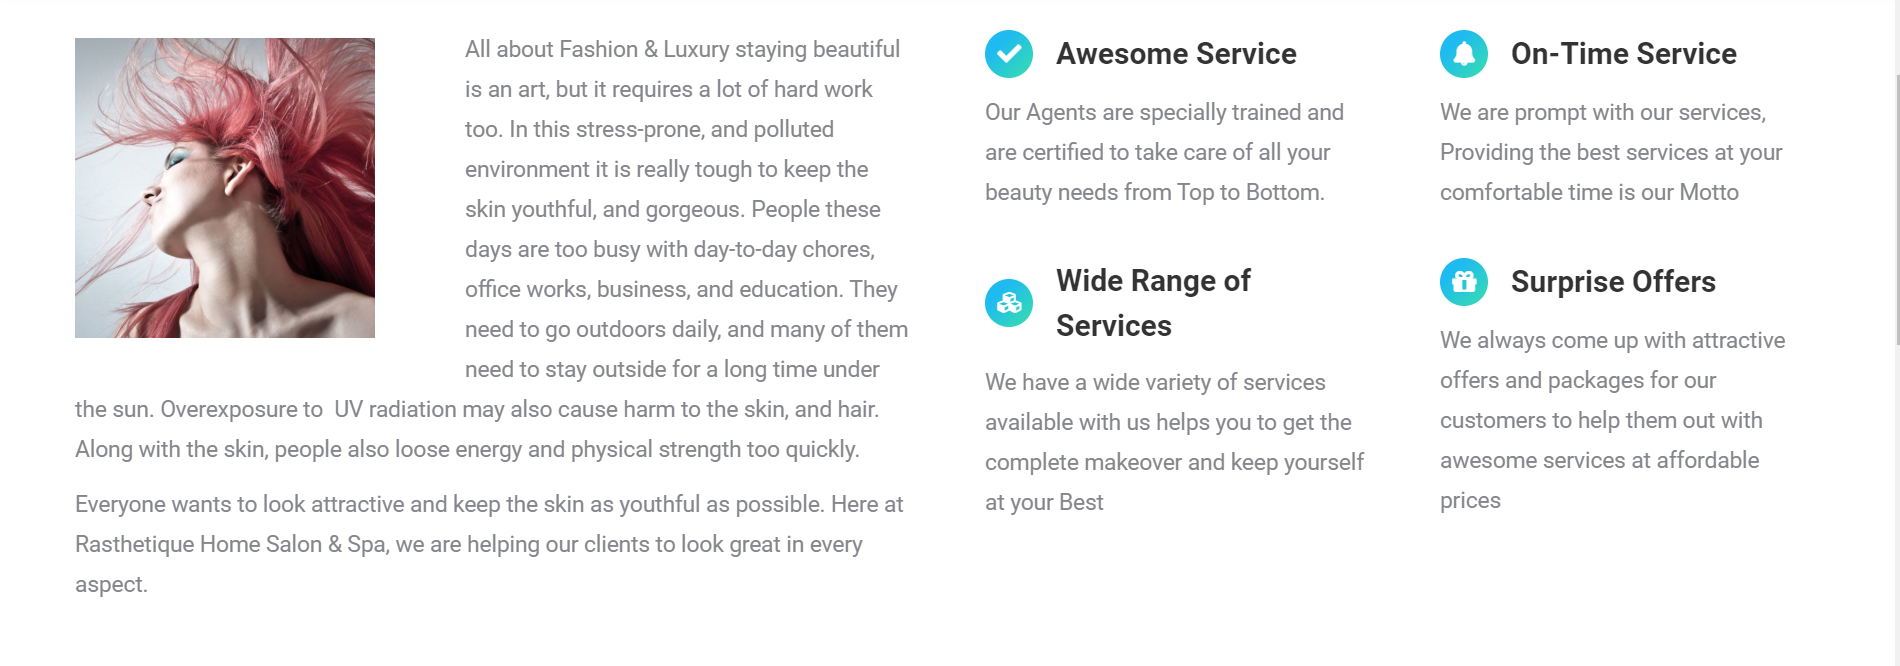 All about Fashion & Luxury staying beautiful
is an art, but it requires a lot of hard work
too. In this stress-prone, and polluted
environment it is really tough to keep the
skin youthful, and gorgeous. People these
days are too busy with day-to-day chores,
office works, business, and education. They
need to go outdoors daily, and many of them
need to stay outside for a long time under
the sun. Overexposure to  UV radiation may also cause harm to the skin, and hair.
Along with the skin, people also loose energy and physical strength too quickly.
Everyone wants to look attractive and keep the skin as youthful as possible. Here at
Rasthetique Home Salon & Spa, we are helping our clients to look great in every
aspect.
Awesome Service
Our Agents are specially trained and
are certified to take care of all your
beauty needs from Top to Bottom.
On-Time Service
We are prompt with our services,
Providing the best services at your
comfortable time is our Motto
Wide Range of
Services
We have a wide variety of services
available with us helps you to get the
complete makeover and keep yourself
at your Best
Surprise Offers
We always come up with attractive
offers and packages for our
customers to help them out with
awesome services at affordable
prices